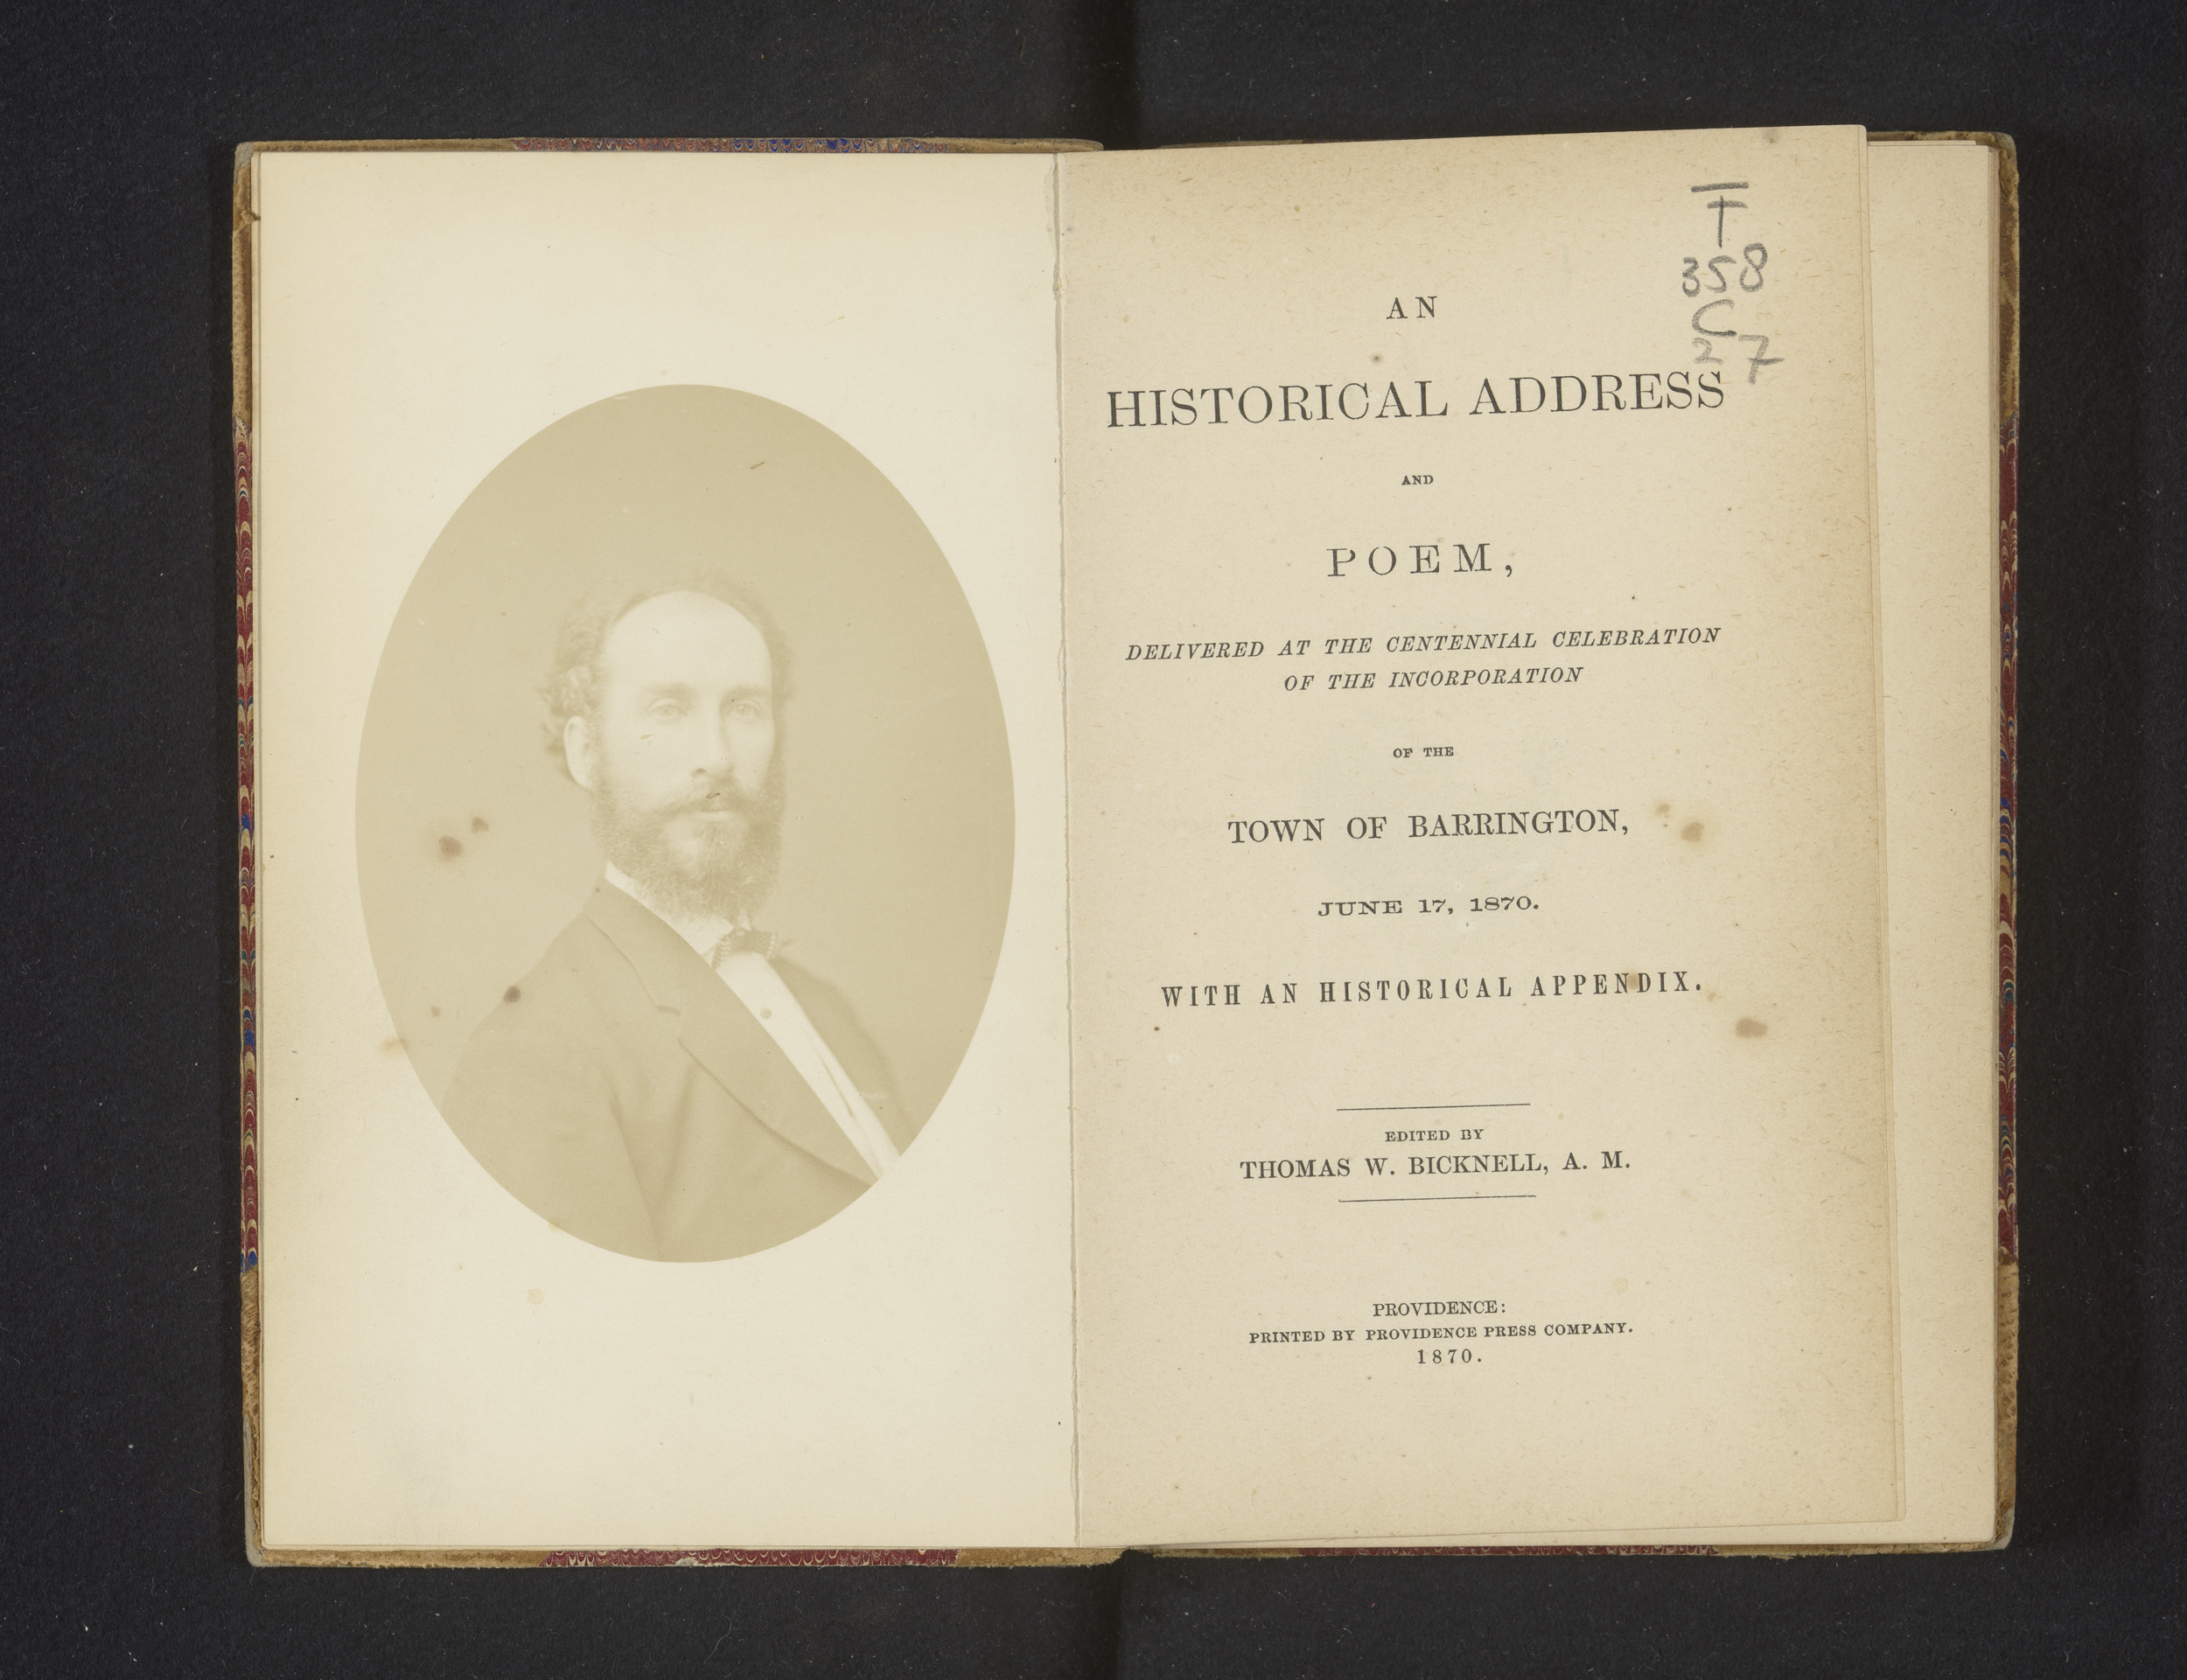 T
358
C
27
AN
HISTORICAL ADDRESS
AND
POEM,
DELIVERED AT THE CENTENNIAL CELEBRATION
OF THE INCORPORATION
OF THE
TOWN OF BARRINGTON,
JUNE 17, 1870.
WITH AN HISTORICAL APPENDIX.
EDITED BY
THOMAS W. BICKNELL, A. M.
PROVIDENCE:
PRINTED BY PROVIDENCE PRESS COMPANY.
1870.